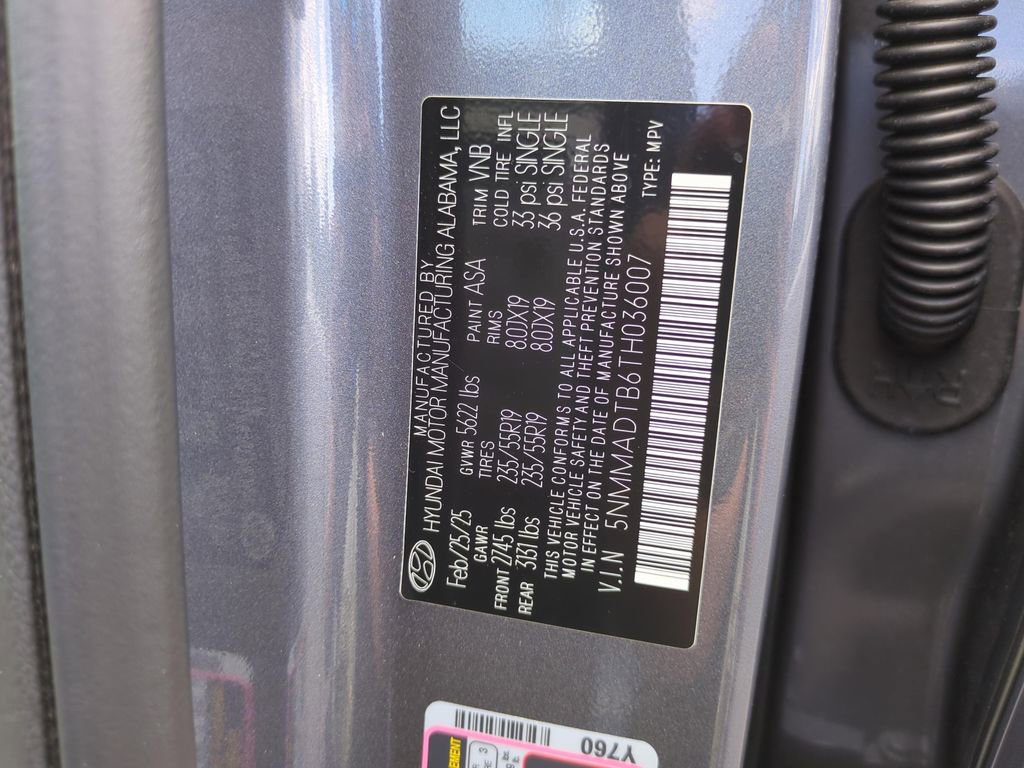 MANUFACTURED BY
HYUNDAI MOTOR MANUFACTURING ALABAMA, LLC
Feb/25/25 GVWR 5622 lbs PAINT ASA TRIM VNB
GAWR TIRES RIMS COLD TIRE INFL
FRONT 2745 lbs 235/55R19 8.0JX19 33 psi SINGLE
REAR 3131 lbs 235/55R19 8.0JX19 36 psi SINGLE
THIS VEHICLE CONFORMS TO ALL APPLICABLE U.S.A. FEDERAL
MOTOR VEHICLE SAFETY AND THEFT PREVENTION STANDARDS
IN EFFECT ON THE DATE OF MANUFACTURE SHOWN ABOVE
V.I.N 5NMMADTB6TH036007 TYPE: MPV
Y760